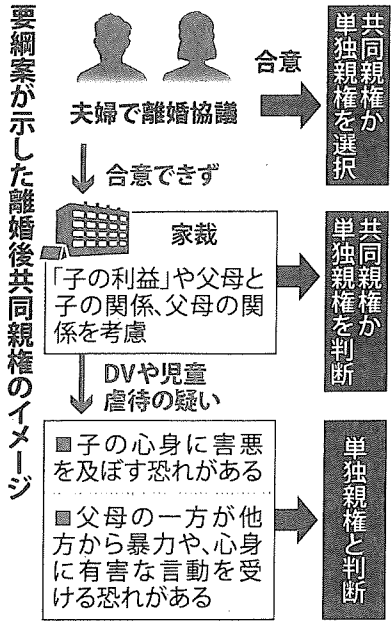 要綱案が示した離婚後共同親権のイメージ
夫婦で離婚協議
合意
共同親権か
単独親権を選択
合意できず
家裁
「子の利益」や父母と
子の関係、父母の関
係を考慮
共同親権か
単独親権を判断
DVや児童
虐待の疑い
■子の心身に害悪
を及ぼす恐れがある
■父母の一方が他
方から暴力や、心身
に有害な言動を受
ける恐れがある
単独親権と判断